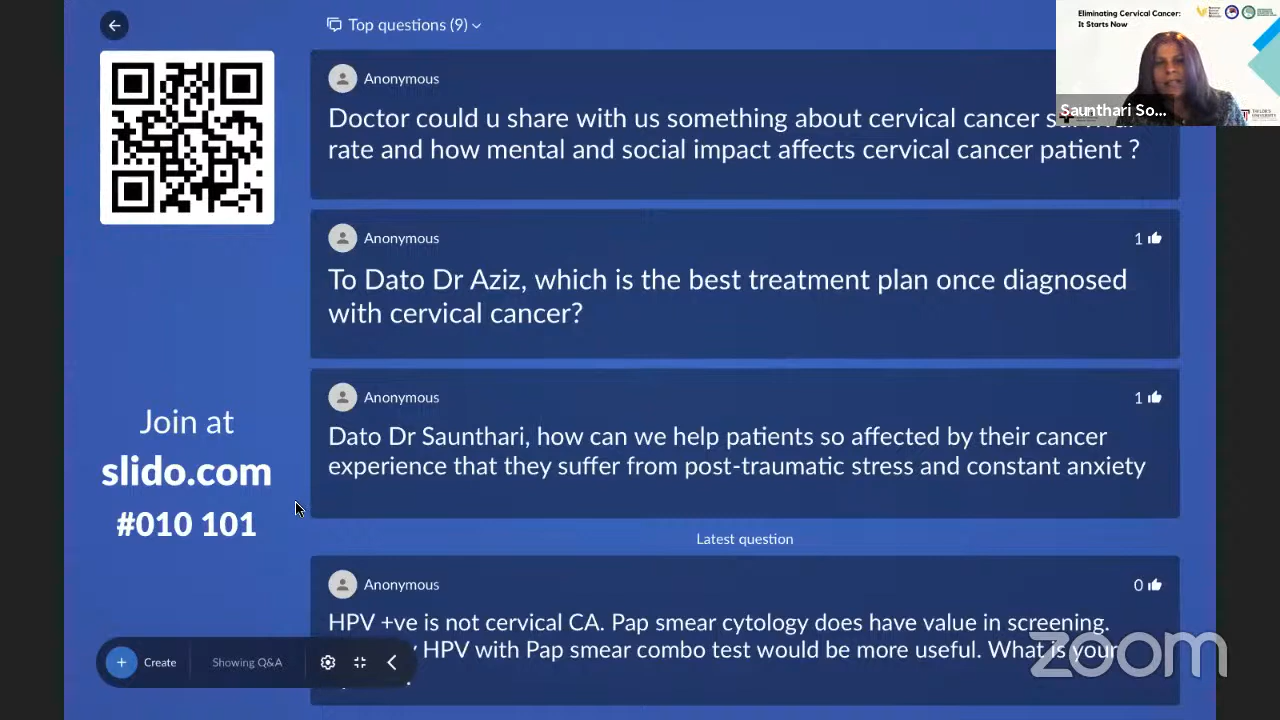 Top questions (9)
Eliminating Cervical Cancer:
It Starts Now
Saunthari So...
Anonymous
Doctor could u share with us something about cervical cancer
rate and how mental and social impact affects cervical cancer patient ?
Anonymous
1
To Dato Dr Aziz, which is the best treatment plan once diagnosed
with cervical cancer?
Anonymous
1
Dato Dr Saunthari, how can we help patients so affected by their cancer
experience that they suffer from post-traumatic stress and constant anxiety
Join at
slido.com
#010 101
Latest question
Anonymous
0
HPV +ve is not cervical CA. Pap smear cytology does have value in screening.
HPV with Pap smear combo test would be more useful. What is your
Create
Showing Q&A
zoom